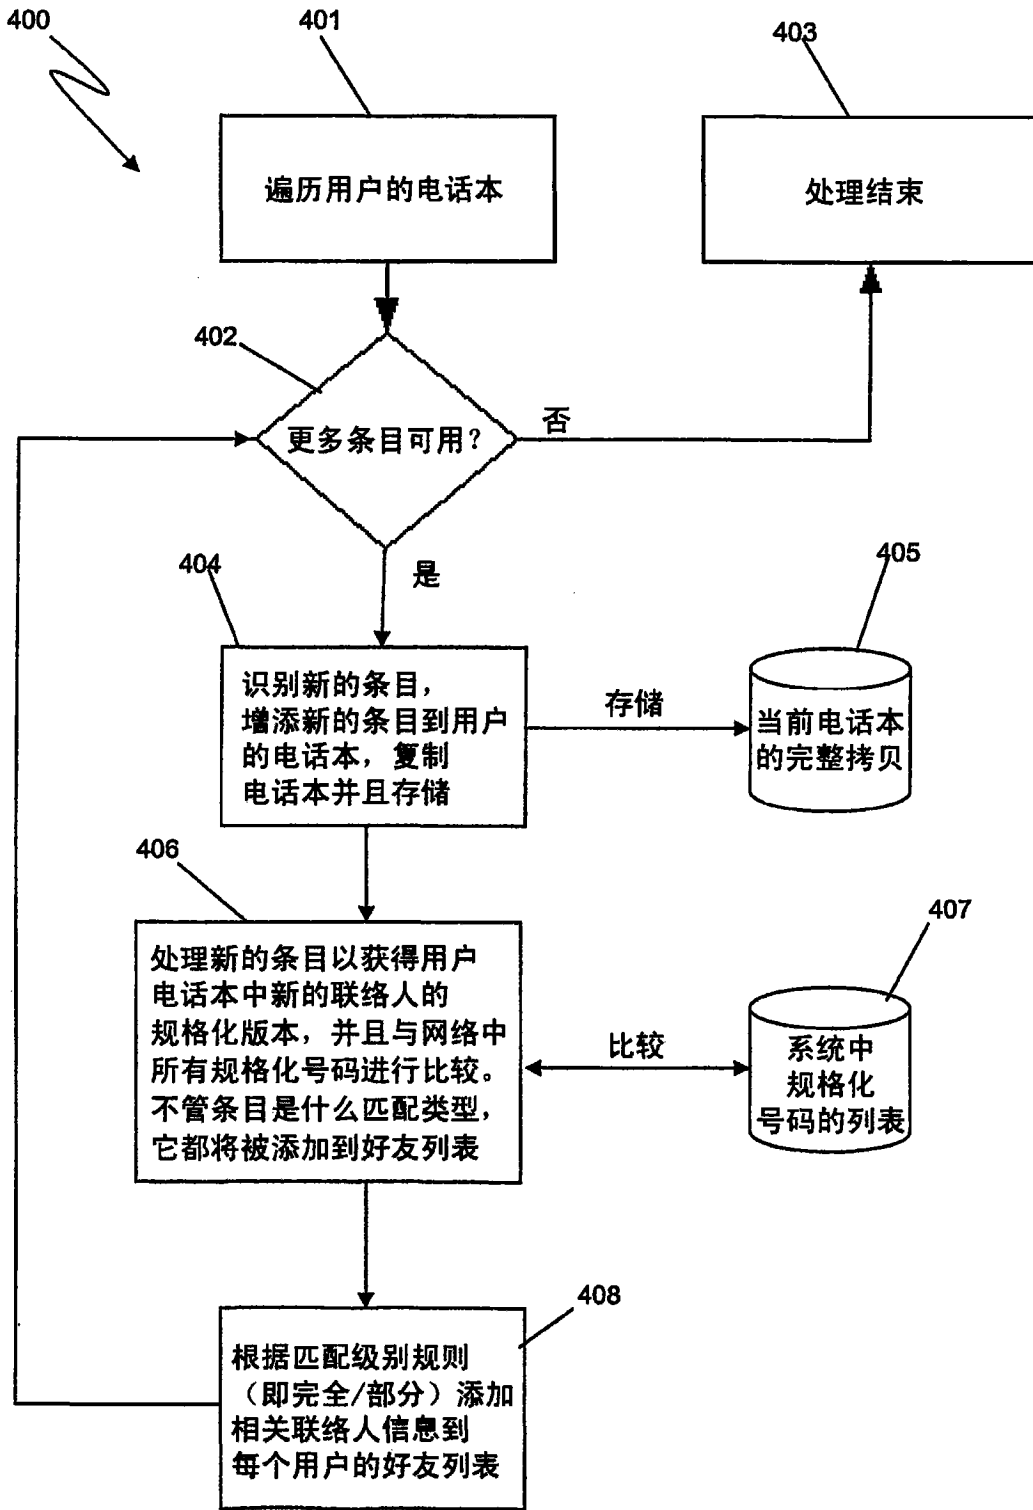 400
401
403
遍历用户的电话本
处理结束
402
更多条目可用？
否
是
404
405
识别新的条目，
增添新的条目到用户
的电话本，复制
电话本并且存储
存储
当前电话本
的完整拷贝
406
407
处理新的条目以获得用户
电话本中新的联络人的
规格化版本，并且与网络中
所有规格化号码进行比较。
不管条目是什么匹配类型，
它都将被添加到好友列表
比较
系统中
规格化
号码的列表
408
根据匹配级别规则
（即完全/部分）添加
相关联络人信息到
每个用户的好友列表